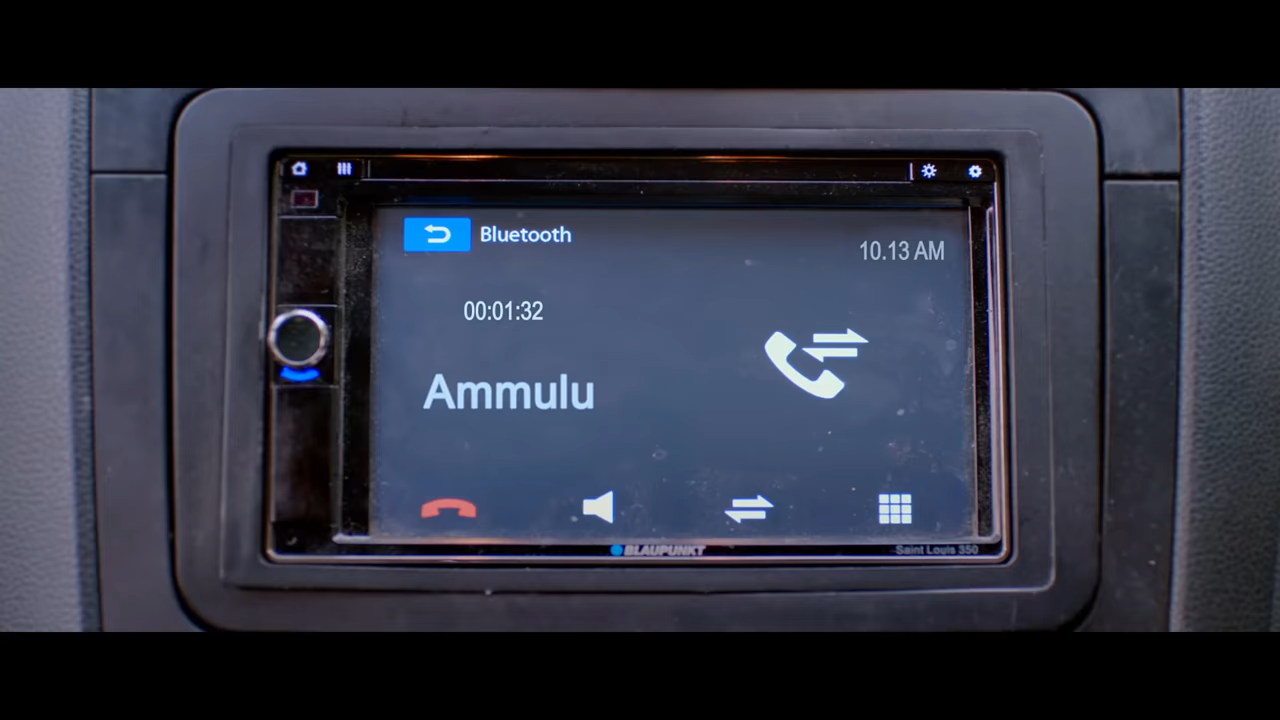 Bluetooth
10.13 AM
00:01:32
Ammulu
BLAUPUNKT
Saint Louis 350